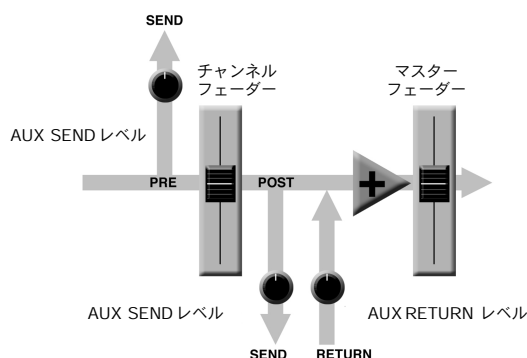 SEND
チャンネル
フェーダー
マスター
フェーダー
AUX SEND レベル
PRE
POST
+
AUX SEND レベル
AUX RETURN レベル
SEND
RETURN